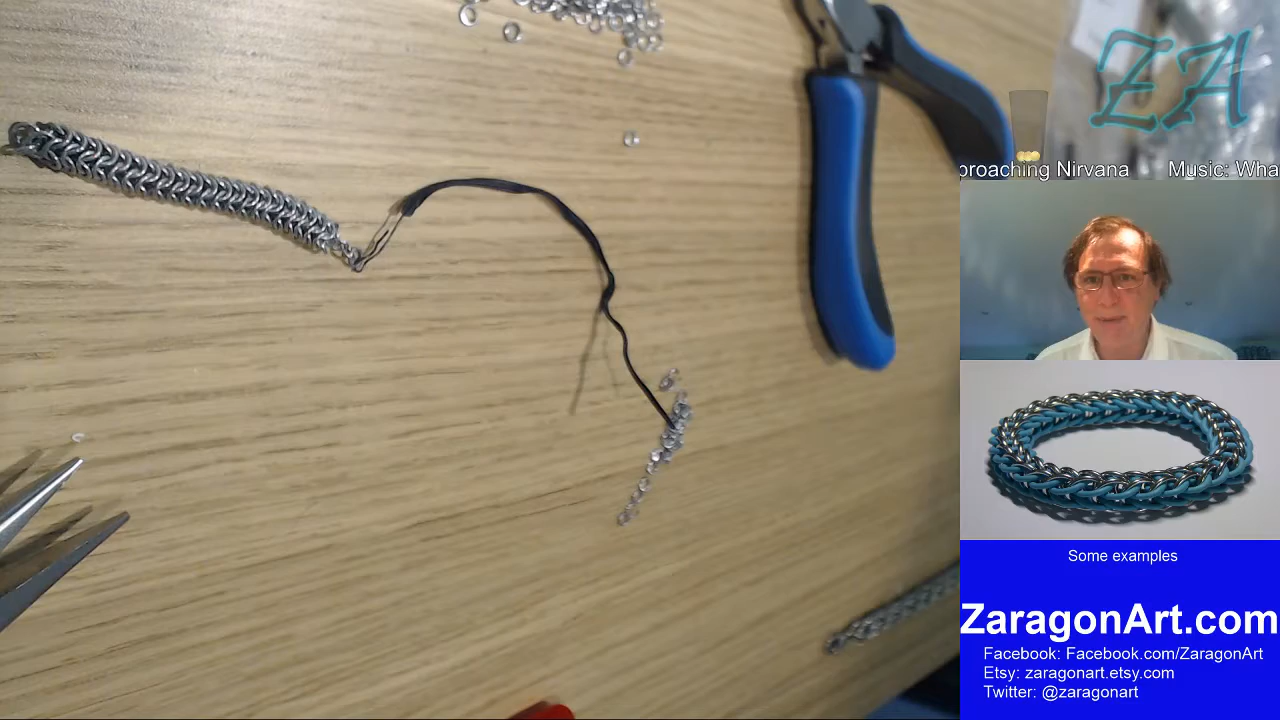 ZA
proaching Nirvana Music: Wha
Some examples
ZaragonArt.com
Facebook: Facebook.com/ZaragonArt
Etsy: zaragonart.etsy.com
Twitter: @zaragonart